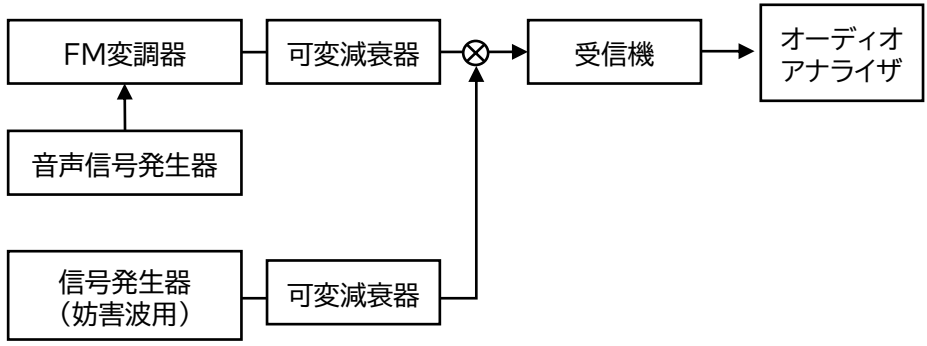 FM変調器
可変減衰器
受信機
オーディオ
アナライザ
音声信号発生器
信号発生器
（妨害波用）
可変減衰器